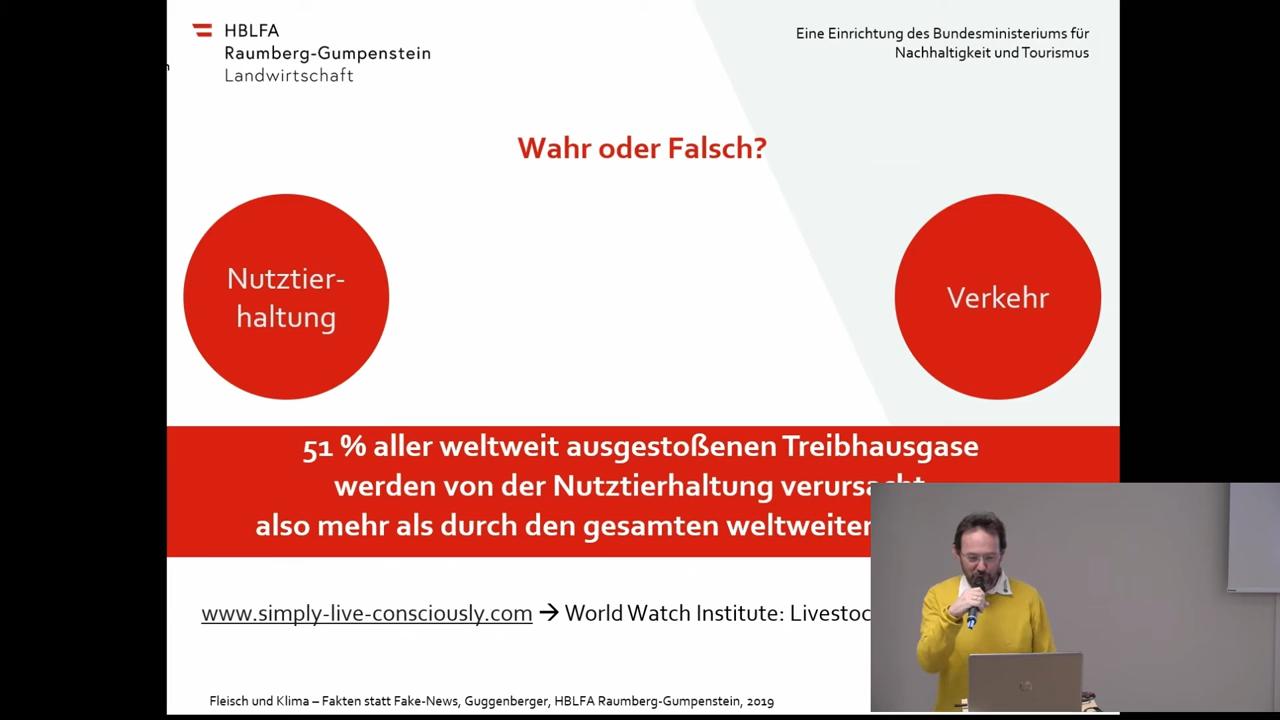 HBLFA
Raumberg-Gumpenstein
Landwirtschaft
Eine Einrichtung des Bundesministeriums für
Nachhaltigkeit und Tourismus
Wahr oder Falsch?
Nutztier-
haltung
Verkehr
51 % aller weltweit ausgestoßenen Treibhausgase
werden von der Nutztierhaltung verursacht
also mehr als durch den gesamten weltweiten
www.simply-live-consciously.com → World Watch Institute: Livestoc
Fleisch und Klima – Fakten statt Fake-News, Guggenberger, HBLFA Raumberg-Gumpenstein, 2019